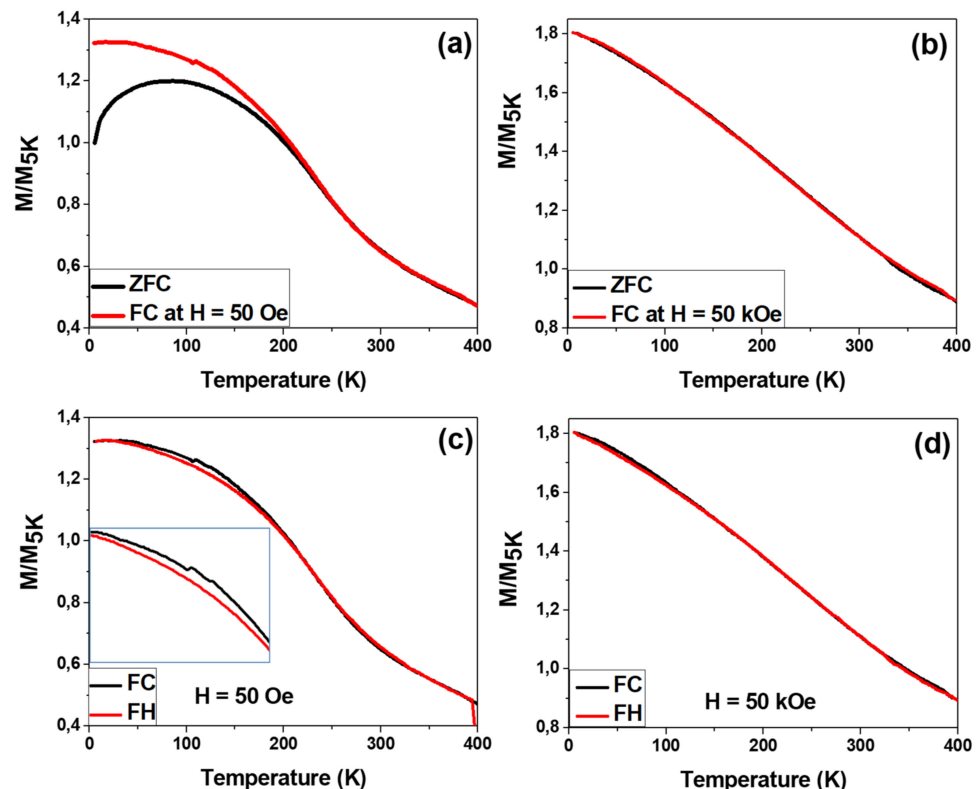 (a)
1,4
1,2
1,0
0,8
0,6
0,4
M/M5K
ZFC
FC at H = 50 Oe
0 100 200 300 400
Temperature (K)
(b)
1,8
1,6
1,4
1,2
1,0
0,8
M/M5K
ZFC
FC at H = 50 kOe
0 100 200 300 400
Temperature (K)
(c)
1,4
1,2
1,0
0,8
0,6
0,4
M/M5K
FC
FH
H = 50 Oe
0 100 200 300 400
Temperature (K)
(d)
1,8
1,6
1,4
1,2
1,0
0,8
M/M5K
FC
FH
H = 50 kOe
0 100 200 300 400
Temperature (K)